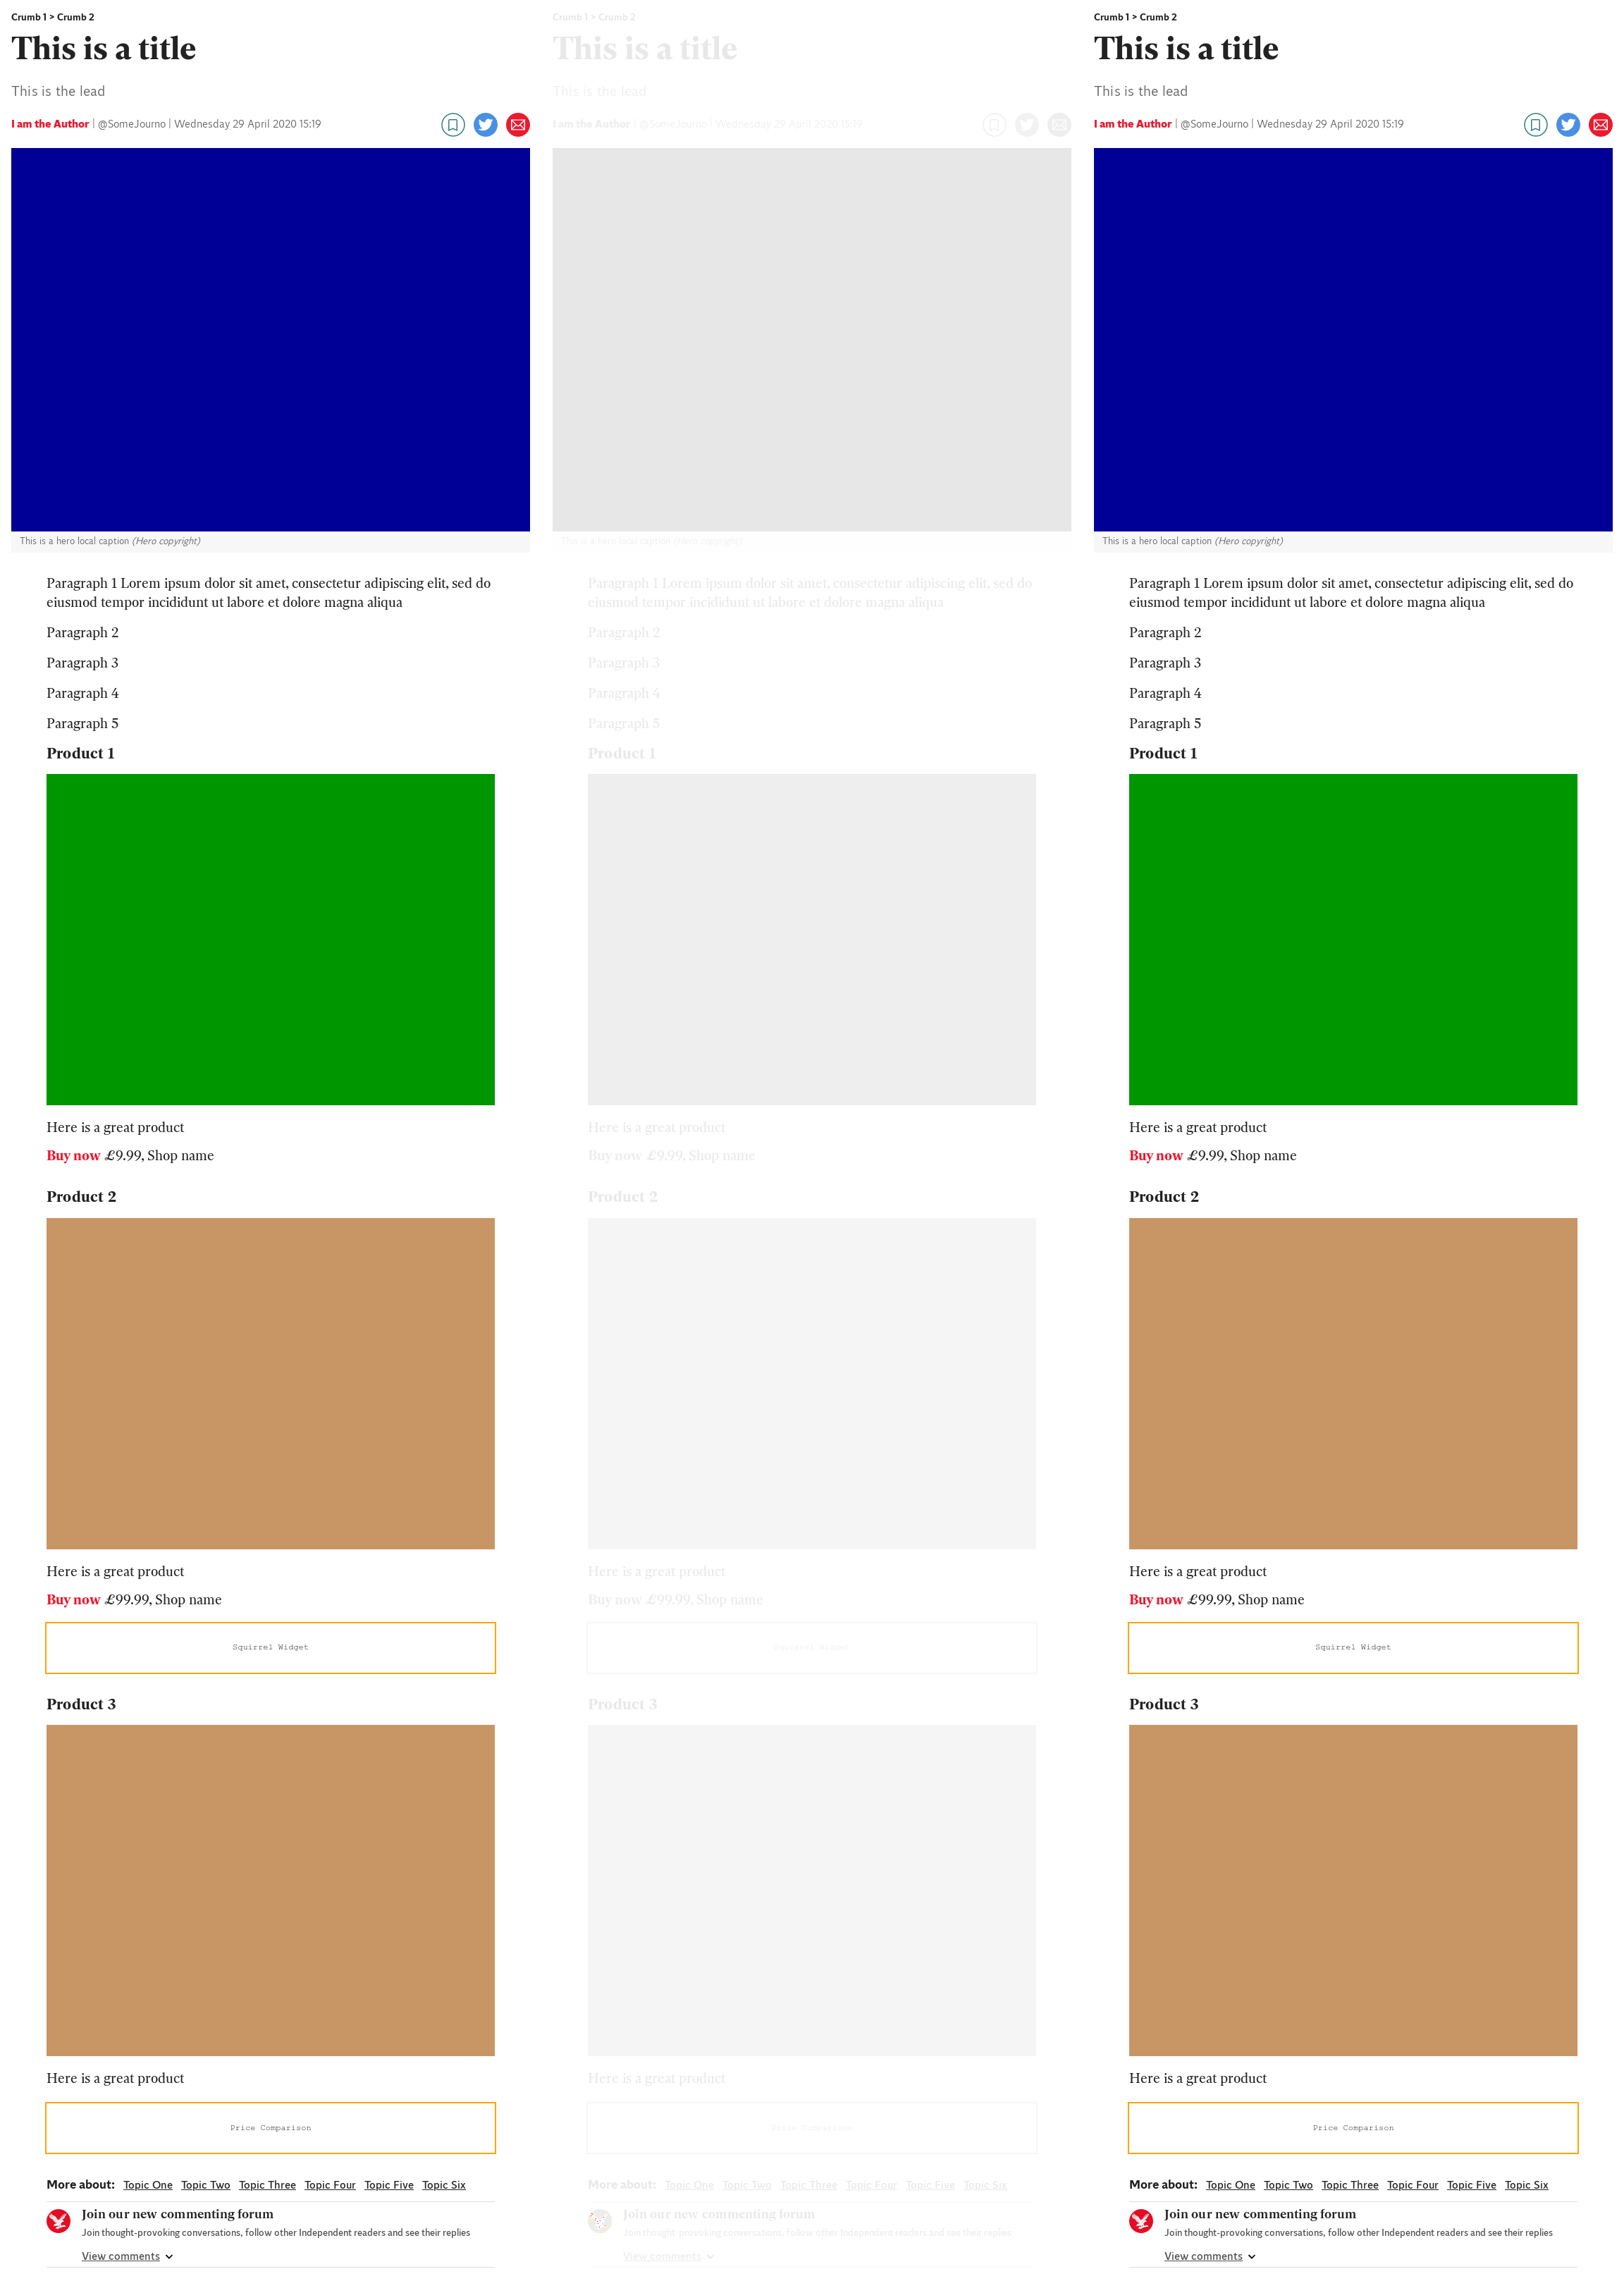 Crumb 1 > Crumb 2
This is a title
This is the lead
I am the Author | @SomeJourno | Wednesday 29 April 2020 15:19
This is a hero local caption (Hero copyright)
Paragraph 1 Lorem ipsum dolor sit amet, consectetur adipiscing elit, sed do
eiusmod tempor incididunt ut labore et dolore magna aliqua
Paragraph 2
Paragraph 3
Paragraph 4
Paragraph 5
Product 1
Here is a great product
Buy now £9.99, Shop name
Product 2
Here is a great product
Buy now £99.99, Shop name
Squirrel Widget
Product 3
Here is a great product
Price Comparison
More about: Topic One Topic Two Topic Three Topic Four Topic Five Topic Six
Join our new commenting forum
Join thought-provoking conversations, follow other Independent readers and see their replies
View comments
Crumb 1 > Crumb 2
This is a title
This is the lead
I am the Author | @SomeJourno | Wednesday 29 April 2020 15:19
This is a hero local caption (Hero copyright)
Paragraph 1 Lorem ipsum dolor sit amet, consectetur adipiscing elit, sed do
eiusmod tempor incididunt ut labore et dolore magna aliqua
Paragraph 2
Paragraph 3
Paragraph 4
Paragraph 5
Product 1
Here is a great product
Buy now £9.99, Shop name
Product 2
Here is a great product
Buy now £99.99, Shop name
Squirrel Widget
Product 3
Here is a great product
Price Comparison
More about: Topic One Topic Two Topic Three Topic Four Topic Five Topic Six
Join our new commenting forum
Join thought-provoking conversations, follow other Independent readers and see their replies
View comments
Crumb 1 > Crumb 2
This is a title
This is the lead
I am the Author | @SomeJourno | Wednesday 29 April 2020 15:19
This is a hero local caption (Hero copyright)
Paragraph 1 Lorem ipsum dolor sit amet, consectetur adipiscing elit, sed do
eiusmod tempor incididunt ut labore et dolore magna aliqua
Paragraph 2
Paragraph 3
Paragraph 4
Paragraph 5
Product 1
Here is a great product
Buy now £9.99, Shop name
Product 2
Here is a great product
Buy now £99.99, Shop name
Squirrel Widget
Product 3
Here is a great product
Price Comparison
More about: Topic One Topic Two Topic Three Topic Four Topic Five Topic Six
Join our new commenting forum
Join thought-provoking conversations, follow other Independent readers and see their replies
View comments